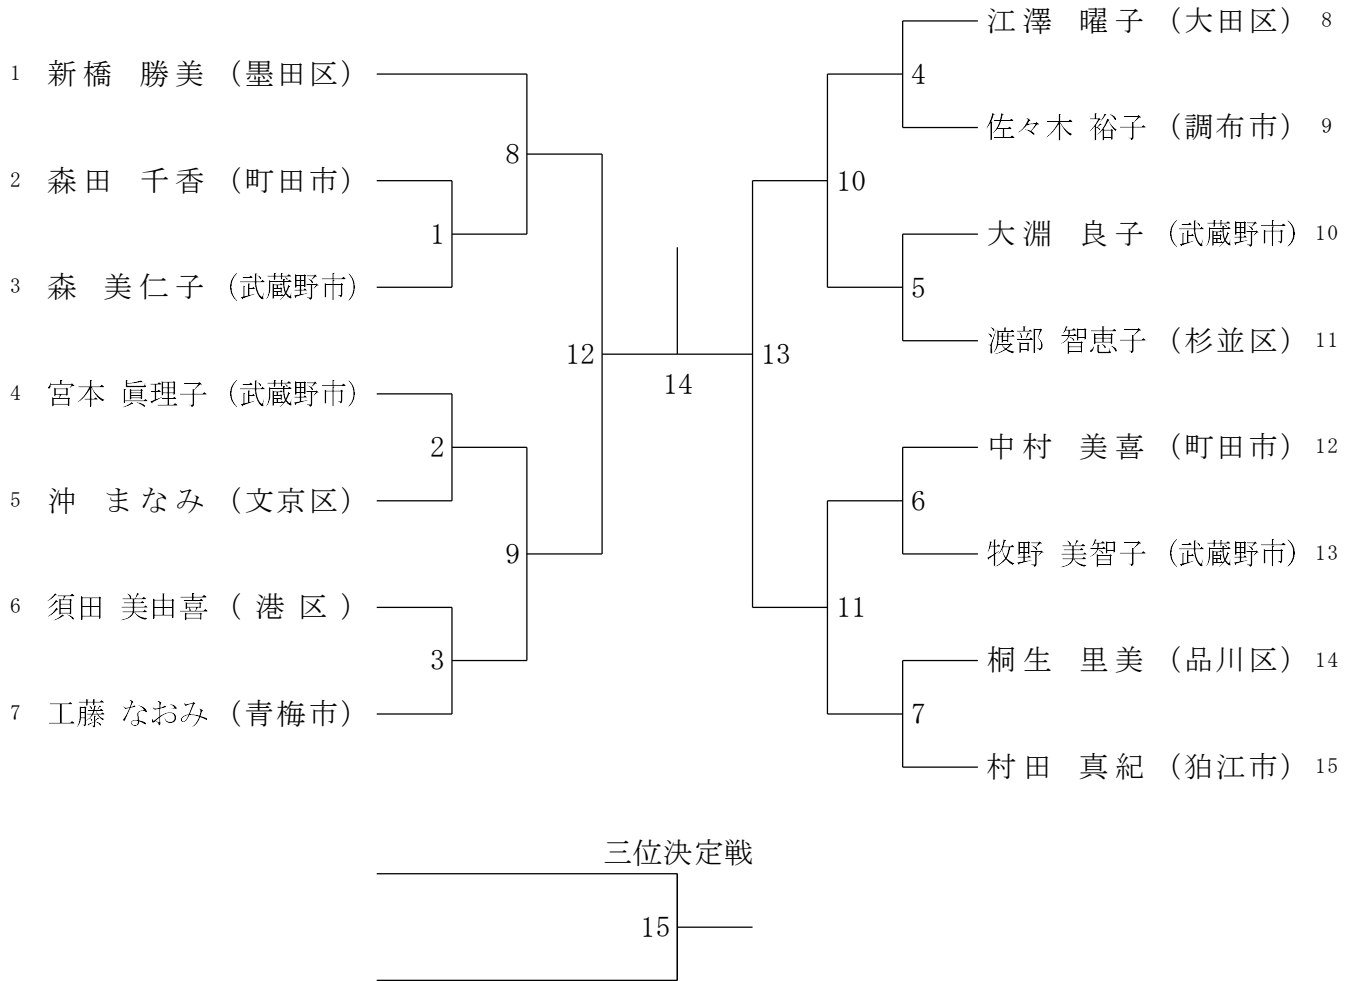 1 新橋 勝美 (墨田区)
2 森田 千香 (町田市)
3 森 美仁子 (武蔵野市)
4 宮本 眞理子 (武蔵野市)
5 沖 まなみ (文京区)
6 須田 美由喜 (港区)
7 工藤 なおみ (青梅市)
8
1
12
2
9
3
14
4
10
5
13
6
11
7
江澤 曜子 (大田区) 8
佐々木 裕子 (調布市) 9
大淵 良子 (武蔵野市) 10
渡部 智恵子 (杉並区) 11
中村 美喜 (町田市) 12
牧野 美智子 (武蔵野市) 13
桐生 里美 (品川区) 14
村田 真紀 (狛江市) 15
三位決定戦
15